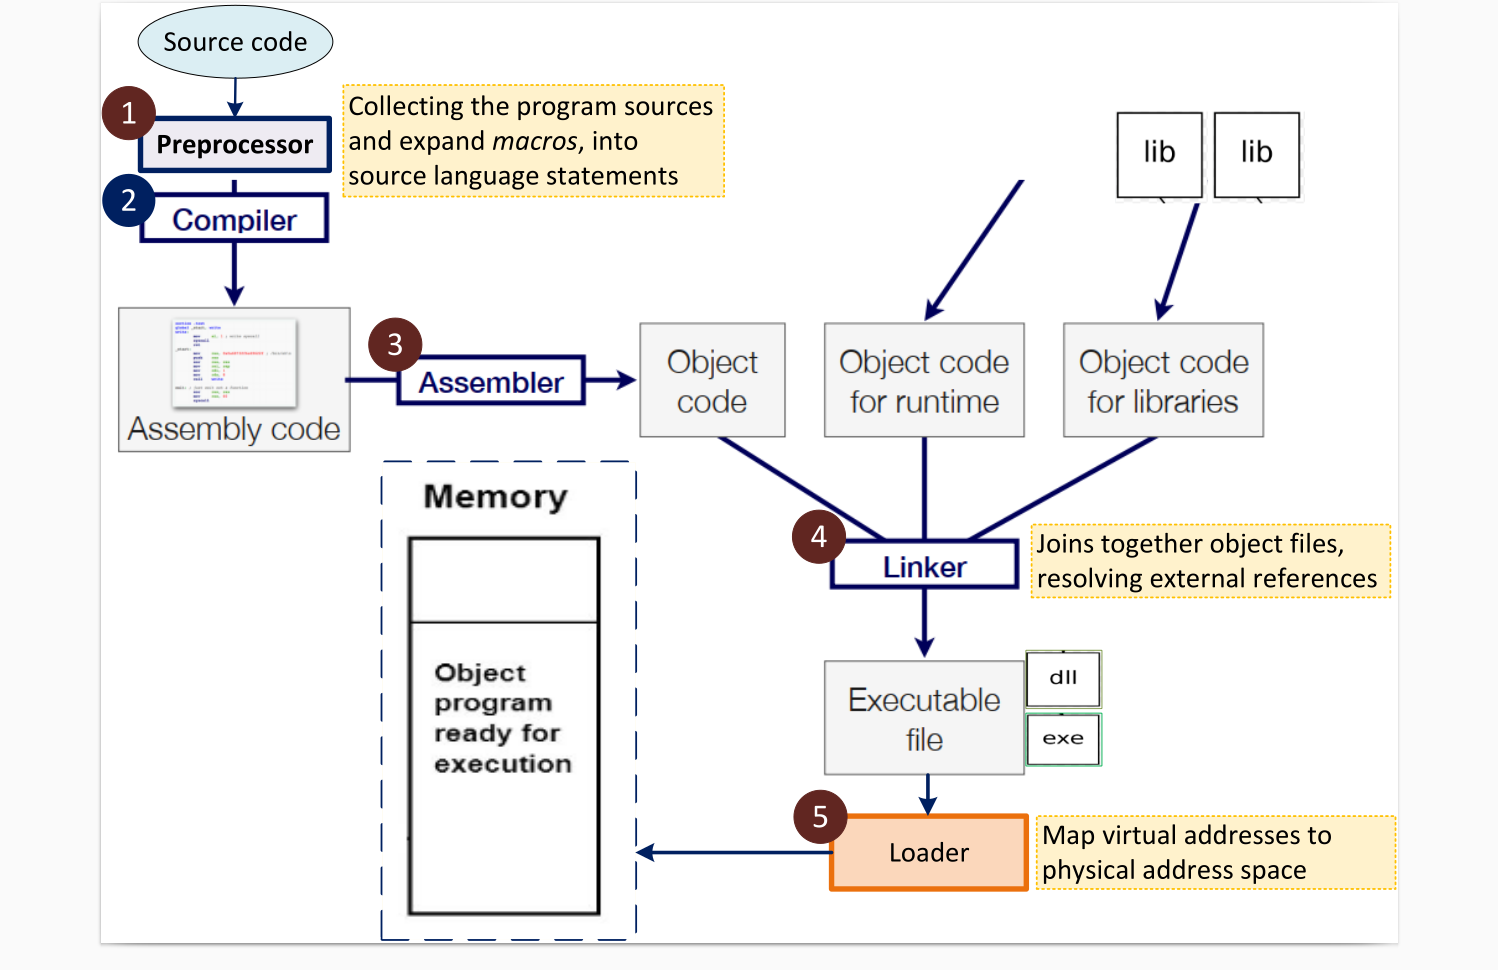 Source code
1
Preprocessor
Collecting the program sources
and expand macros, into
source language statements
lib
lib
2
Compiler
Assembly code
3
Assembler
Object
code
Object code
for runtime
Object code
for libraries
Memory
Object
program
ready for
execution
4
Linker
Joins together object files,
resolving external references
Executable
file
dll
exe
5
Loader
Map virtual addresses to
physical address space